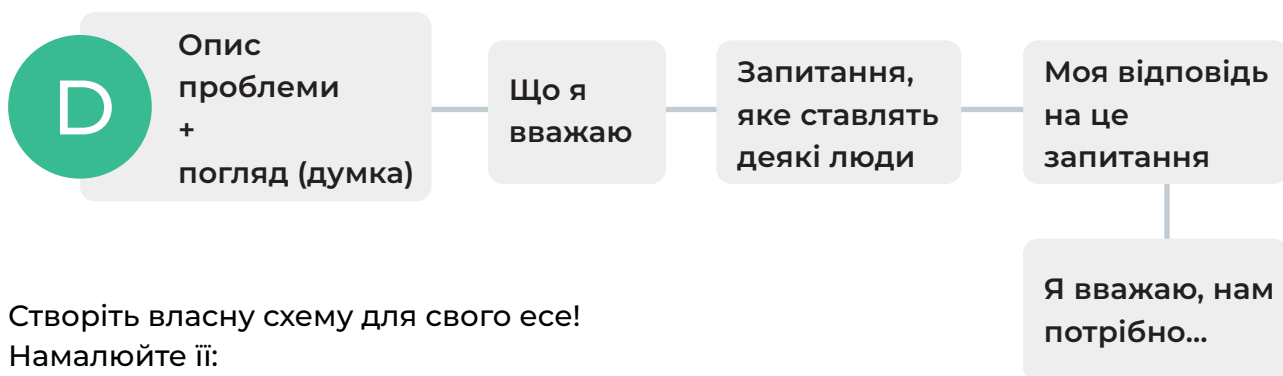 D
Опис
проблеми
+
погляд (думка)
Що я
вважаю
Запитання,
яке ставлять
деякі люди
Моя відповідь
на це
запитання
Я вважаю, нам
потрібно...
Створіть власну схему для свого есе!
Намалюйте її: